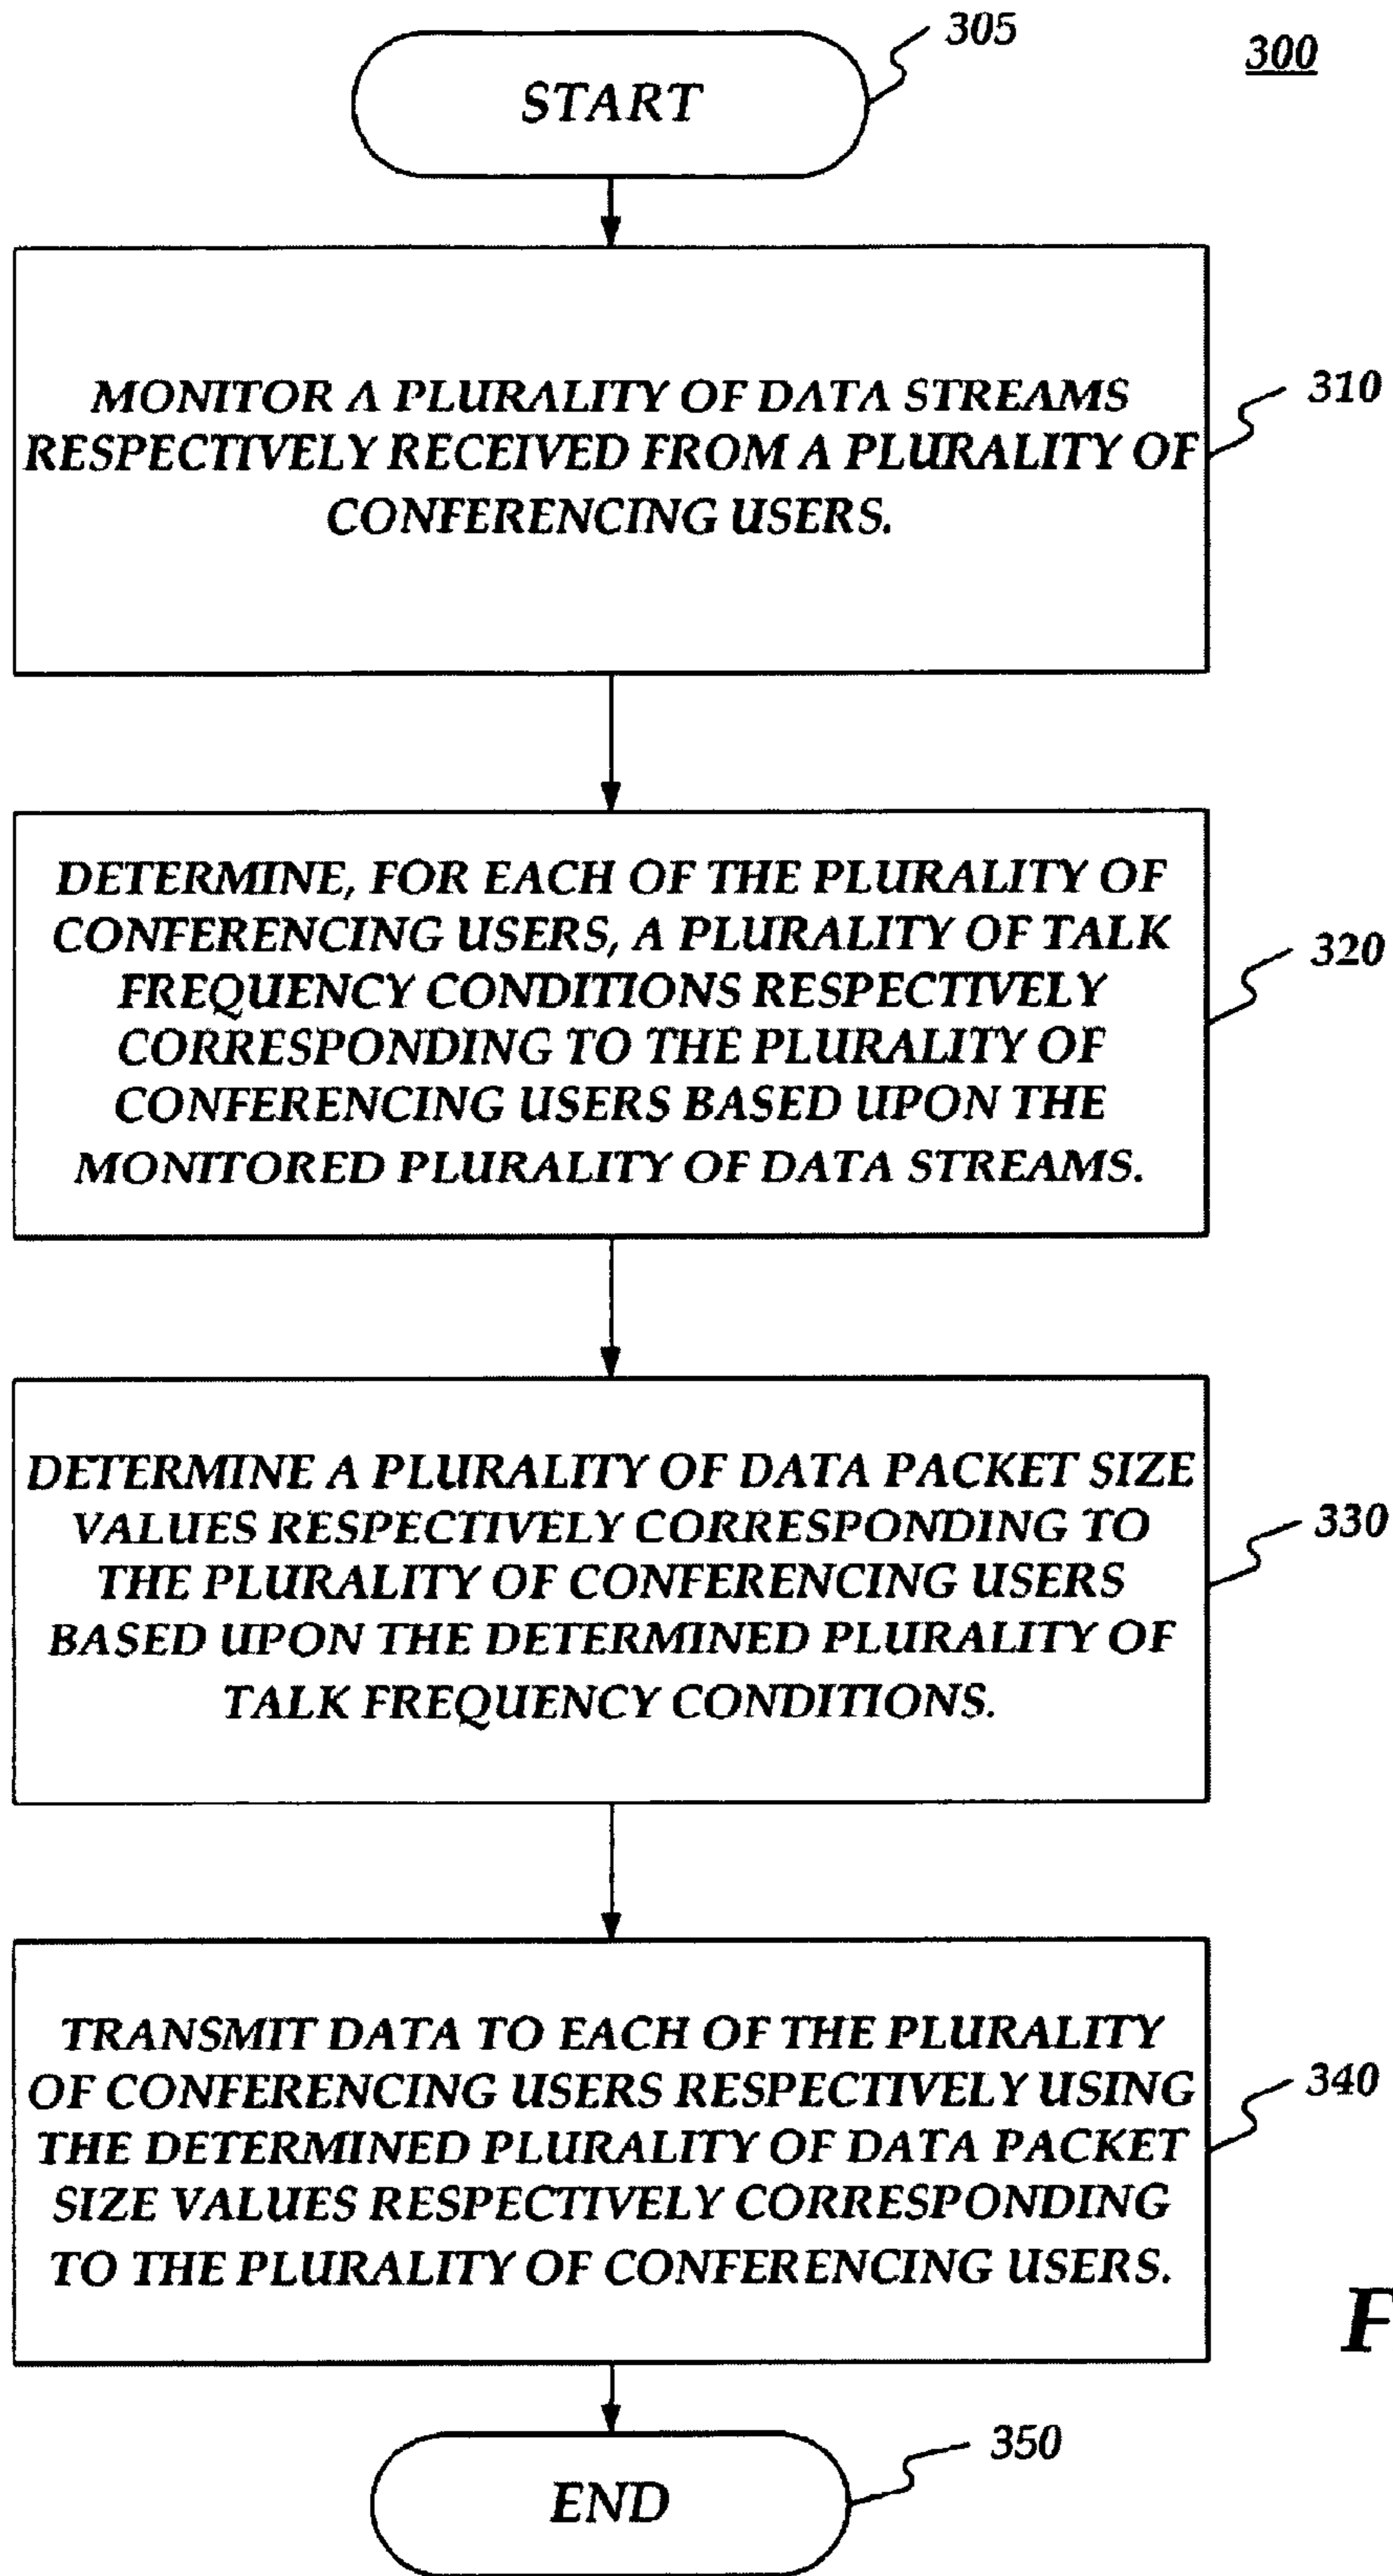 305
300
START
MONITOR A PLURALITY OF DATA STREAMS
RESPECTIVELY RECEIVED FROM A PLURALITY OF
CONFERENCING USERS.
310
DETERMINE, FOR EACH OF THE PLURALITY OF
CONFERENCING USERS, A PLURALITY OF TALK
FREQUENCY CONDITIONS RESPECTIVELY
CORRESPONDING TO THE PLURALITY OF
CONFERENCING USERS BASED UPON THE
MONITORED PLURALITY OF DATA STREAMS.
320
DETERMINE A PLURALITY OF DATA PACKET SIZE
VALUES RESPECTIVELY CORRESPONDING TO
THE PLURALITY OF CONFERENCING USERS
BASED UPON THE DETERMINED PLURALITY OF
TALK FREQUENCY CONDITIONS.
330
TRANSMIT DATA TO EACH OF THE PLURALITY
OF CONFERENCING USERS RESPECTIVELY USING
THE DETERMINED PLURALITY OF DATA PACKET
SIZE VALUES RESPECTIVELY CORRESPONDING
TO THE PLURALITY OF CONFERENCING USERS.
340
F
END
350